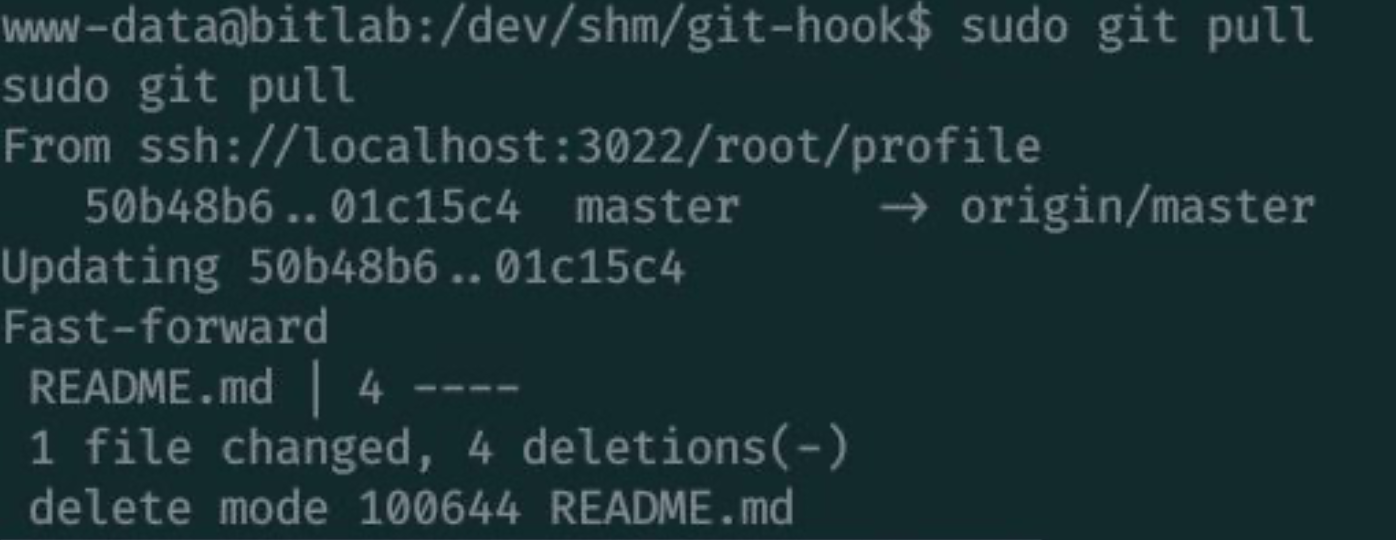 www-data@bitlab:/dev/shm/git-hook$ sudo git pull
sudo git pull
From ssh://localhost:3022/root/profile
   50b48b6..01c15c4  master     -> origin/master
Updating 50b48b6..01c15c4
Fast-forward
 README.md | 4 ----
 1 file changed, 4 deletions(-)
 delete mode 100644 README.md